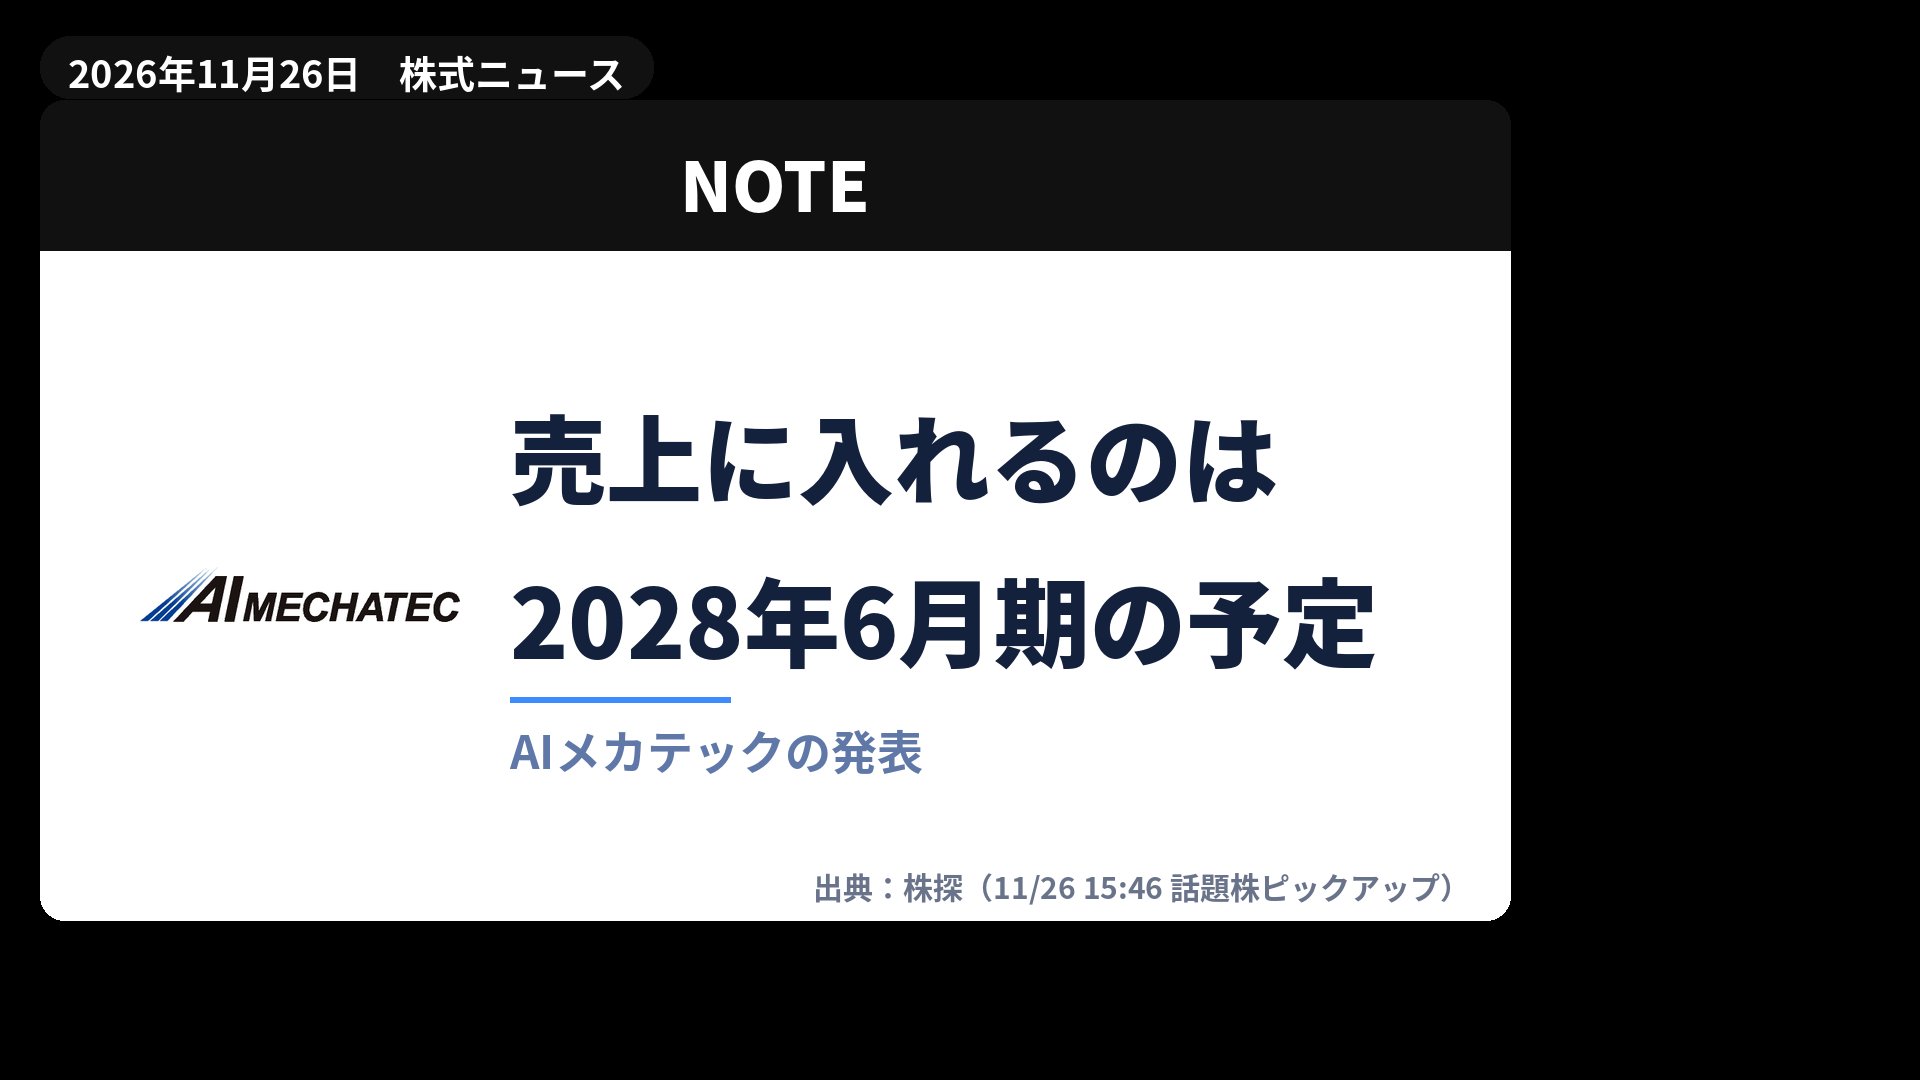 2026年11月26日　株式ニュース
NOTE
売上に入れるのは
2028年6月期の予定
AI MECHATEC
AIメカテックの発表
出典：株探（11/26 15:46 話題株ピックアップ）